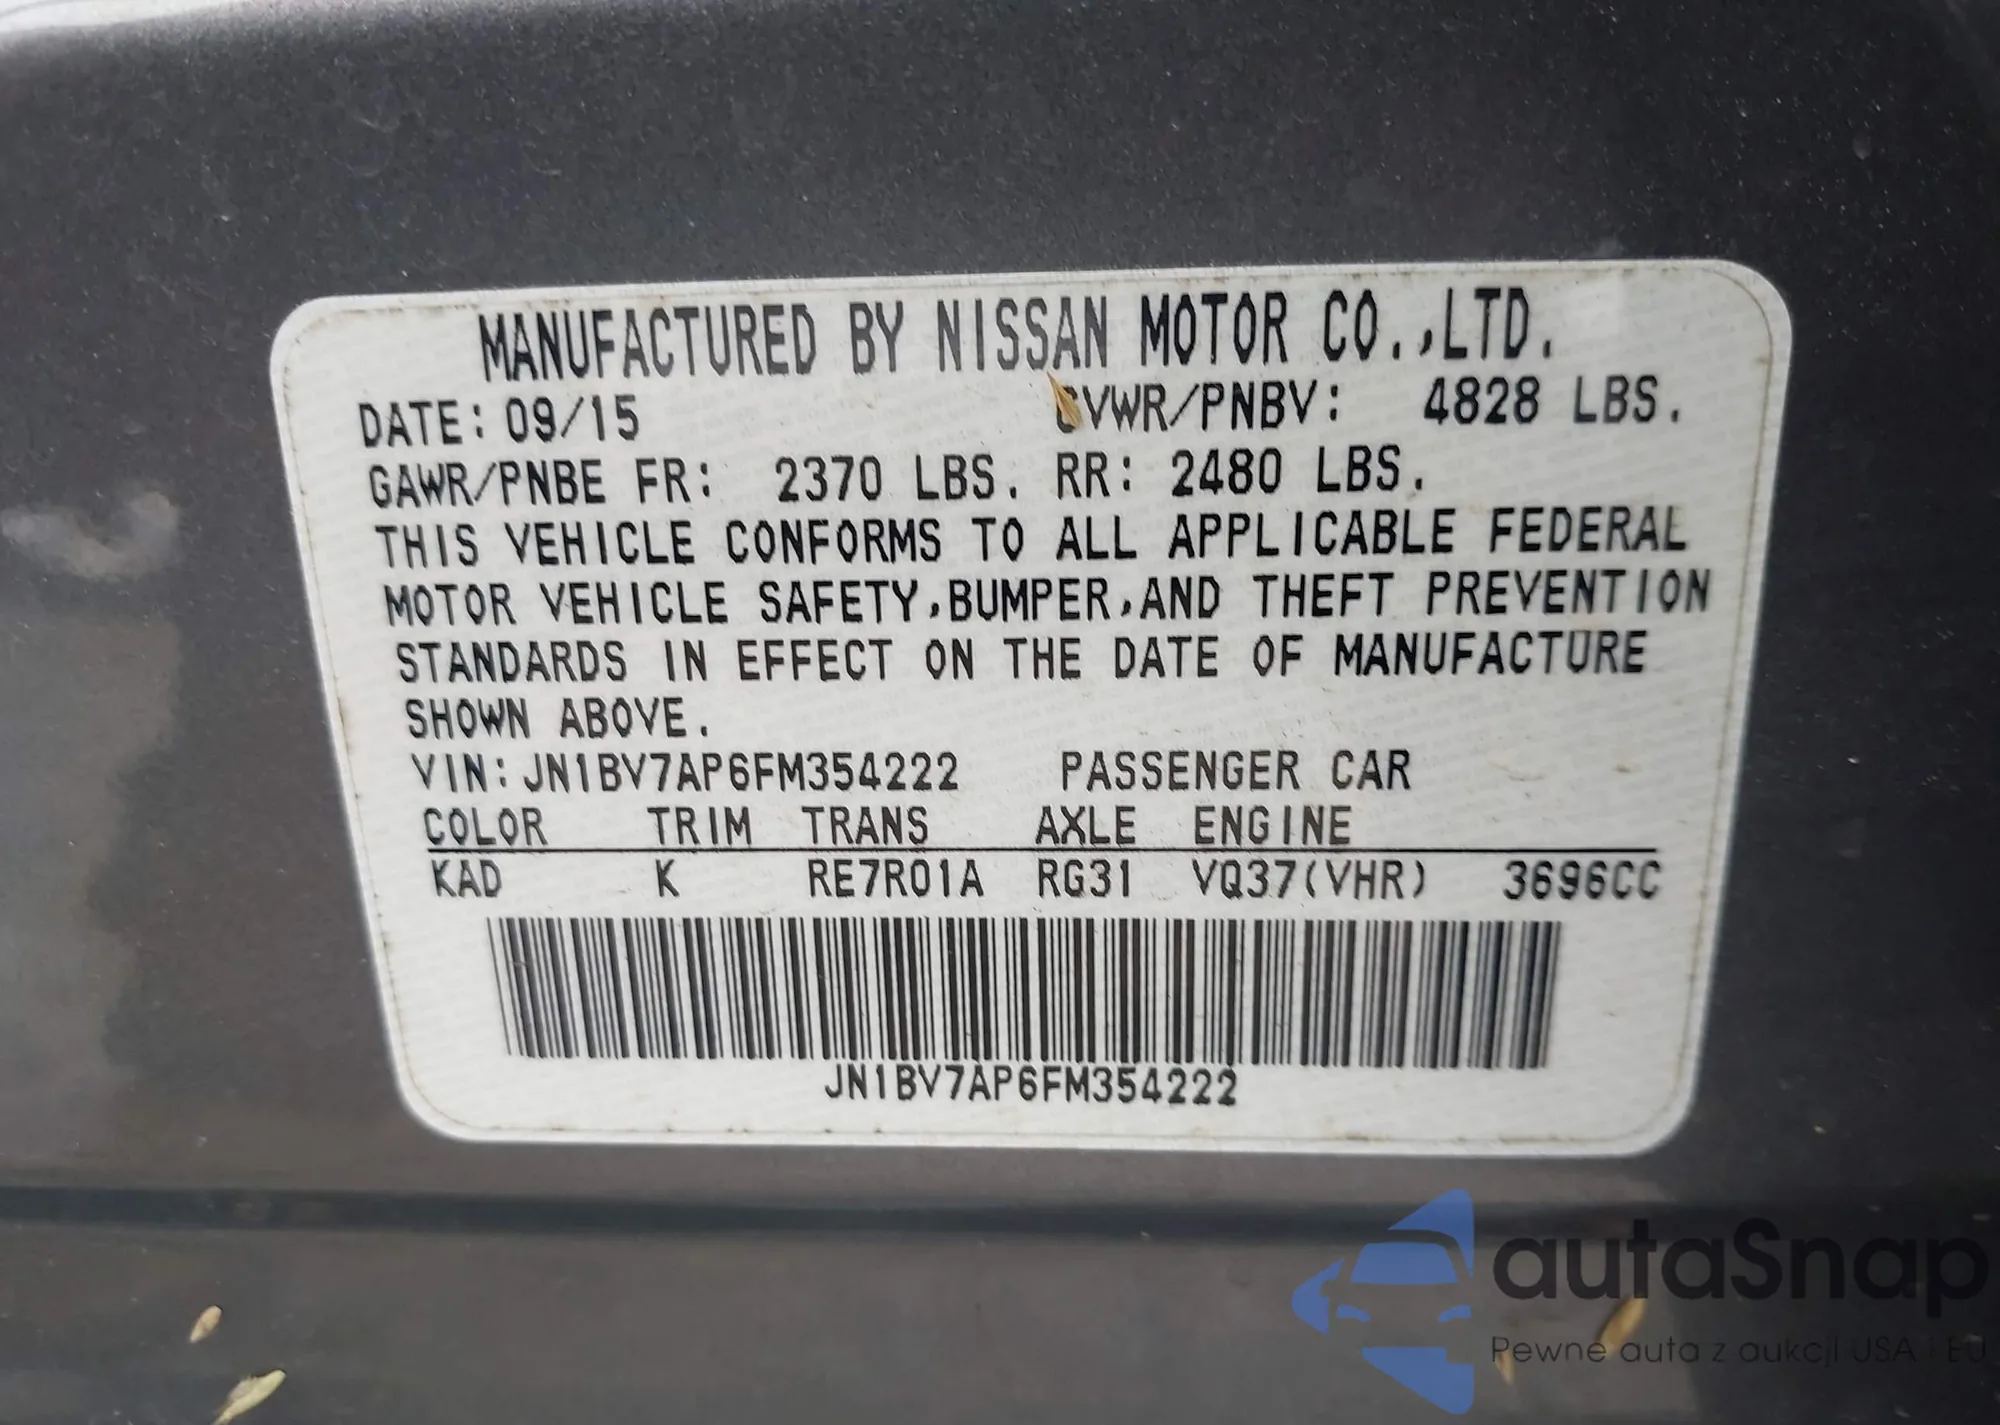 MANUFACTURED BY NISSAN MOTOR CO.,LTD.
DATE: 09/15 GVWR/PNBV: 4828 LBS.
GAWR/PNBE FR: 2370 LBS. RR: 2480 LBS.
THIS VEHICLE CONFORMS TO ALL APPLICABLE FEDERAL
MOTOR VEHICLE SAFETY,BUMPER,AND THEFT PREVENTION
STANDARDS IN EFFECT ON THE DATE OF MANUFACTURE
SHOWN ABOVE.
VIN:JN1BV7AP6FM354222 PASSENGER CAR
COLOR TRIM TRANS AXLE ENGINE
KAD K RE7R01A RG31 VQ37(VHR) 3696CC
JN1BV7AP6FM354222
autaSnap
Pewne auta z aukcji USA i EU